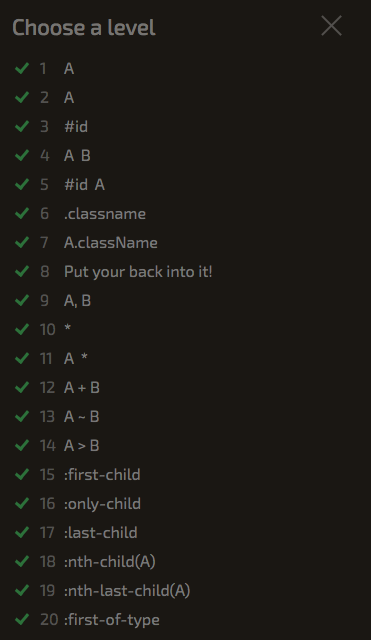 Choose a level
1 A
2 A
3 #id
4 A B
5 #id A
6 .classname
7 A.className
8 Put your back into it!
9 A, B
10 *
11 A *
12 A + B
13 A ~ B
14 A > B
15 :first-child
16 :only-child
17 :last-child
18 :nth-child(A)
19 :nth-last-child(A)
20 :first-of-type